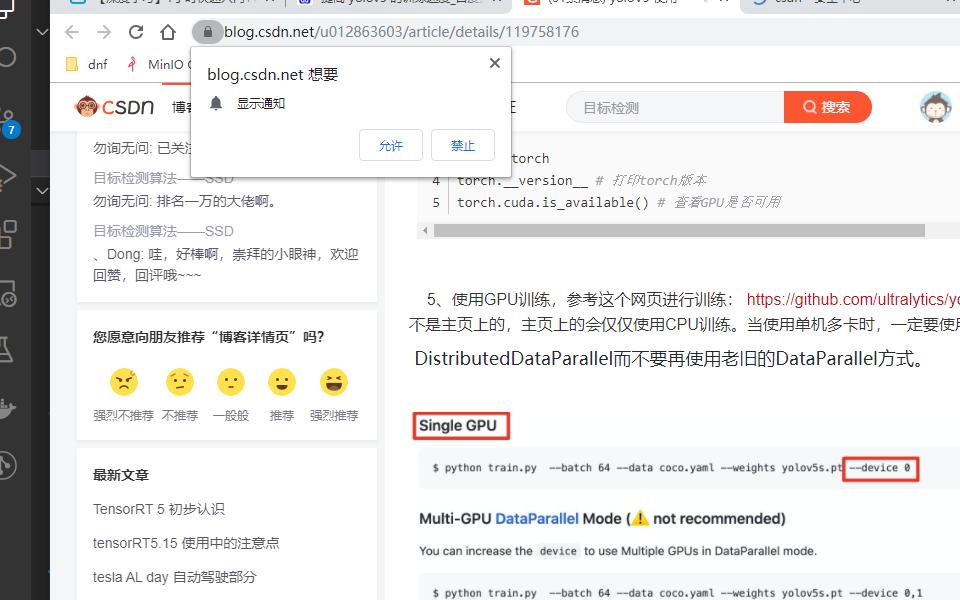 blog.csdn.net/u012863603/article/details/119758176
dnf
MinIO
blog.csdn.net 想要
显示通知
允许
禁止
CSDN
目标检测
搜索
7
勿询无问: 已关
目标检测算法——SSD
勿询无问: 排名一万的大佬啊。
目标检测算法——SSD
、Dong: 哇，好棒啊，崇拜的小眼神，欢迎
回赞，回评哦~~~
您愿意向朋友推荐“博客详情页”吗？
强烈不推荐 不推荐 一般般 推荐 强烈推荐
最新文章
TensorRT 5 初步认识
tensorRT5.15 使用中的注意点
tesla AL day 自动驾驶部分
torch
4 torch.__version__ # 打印torch版本
5 torch.cuda.is_available() # 查看GPU是否可用
5、使用GPU训练，参考这个网页进行训练： https://github.com/ultralytics/yo
不是主页上的，主页上的会仅仅使用CPU训练。当使用单机多卡时，一定要使用
DistributedDataParallel而不要再使用老旧的DataParallel方式。
Single GPU
$ python train.py --batch 64 --data coco.yaml --weights yolov5s.pt --device 0
Multi-GPU DataParallel Mode (⚠️ not recommended)
You can increase the device to use Multiple GPUs in DataParallel mode.
$ python train.py --batch 64 --data coco.yaml --weights yolov5s.pt --device 0,1